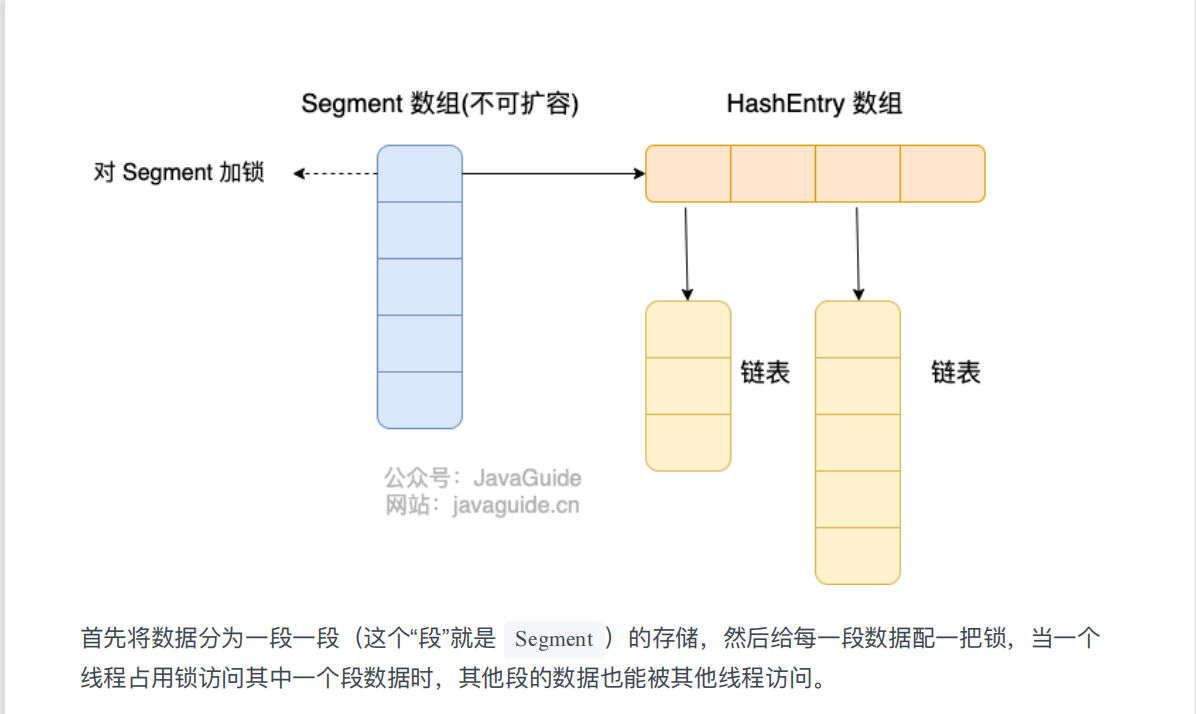 Segment 数组(不可扩容)
HashEntry 数组
对 Segment 加锁
链表
链表
公众号：JavaGuide
网站：javaguide.cn
首先将数据分为一段一段（这个“段”就是 Segment ）的存储，然后给每一段数据配一把锁，当一个
线程占用锁访问其中一个段数据时，其他段的数据也能被其他线程访问。